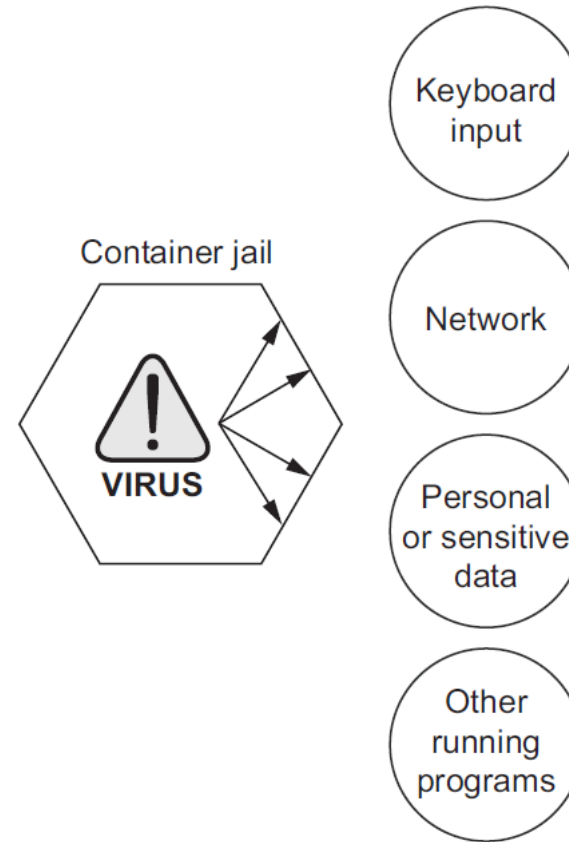 Keyboard
input
Container jail
Network
VIRUS
Personal
or sensitive
data
Other
running
programs